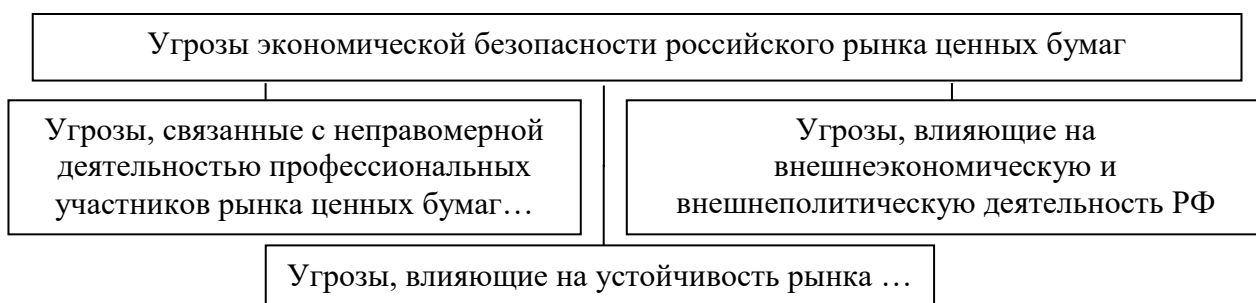 Угрозы экономической безопасности российского рынка ценных бумаг
Угрозы, связанные с неправомерной
деятельностью профессиональных
участников рынка ценных бумаг…
Угрозы, влияющие на
внешнеэкономическую и
внешнеполитическую деятельность РФ
Угрозы, влияющие на устойчивость рынка …